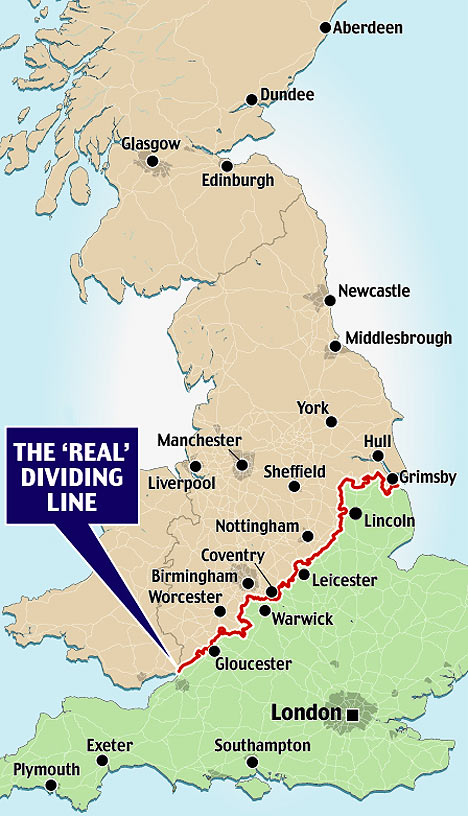 Aberdeen
Dundee
Glasgow
Edinburgh
Newcastle
Middlesbrough
York
Hull
Manchester
THE ‘REAL’
DIVIDING
LINE
Liverpool
Sheffield
Grimsby
Lincoln
Nottingham
Coventry
Birmingham
Leicester
Worcester
Warwick
Gloucester
London
Exeter
Southampton
Plymouth